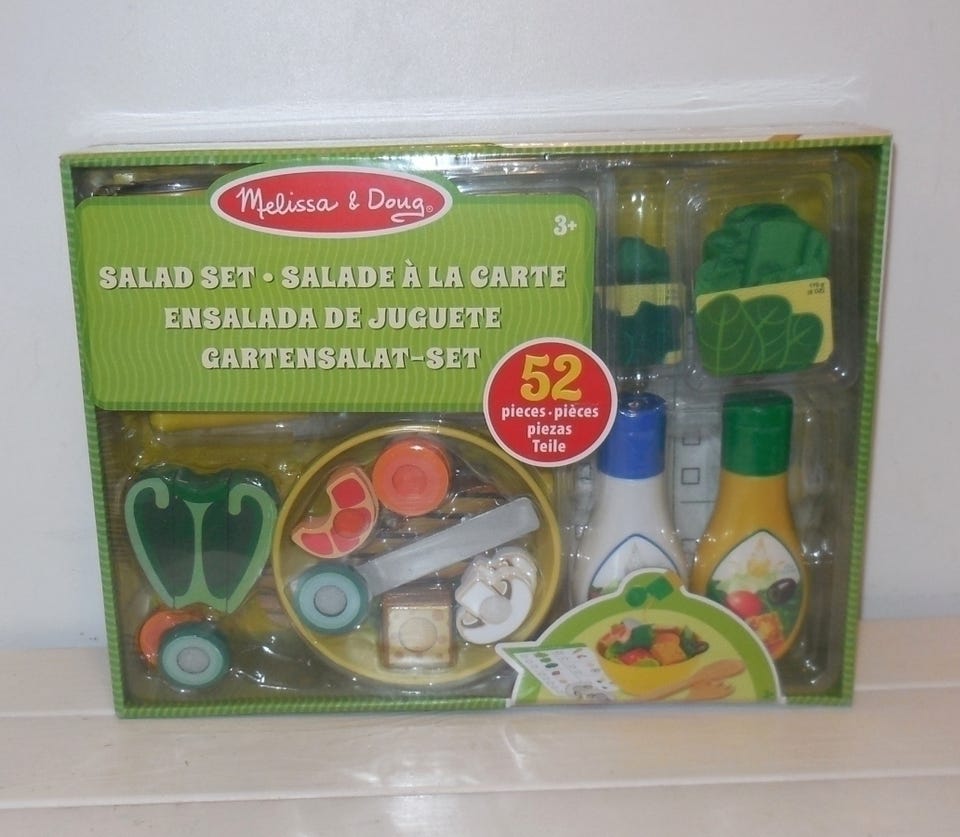 Melissa & Doug®
3+
SALAD SET • SALADE À LA CARTE
ENSALADA DE JUGUETE
GARTENSALAT-SET
52
pieces • pièces
piezas
Teile